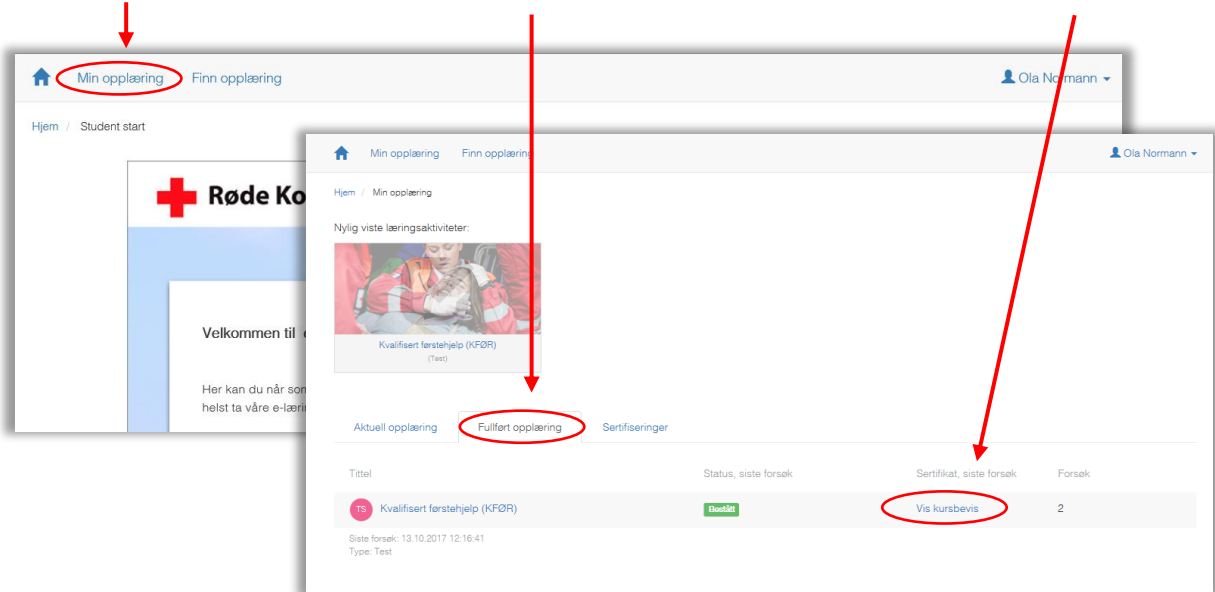 Min opplæring Finn opplæring Ola Normann
Hjem / Student start
Røde Ko
Velkommen til
Her kan du når som
helst ta våre e-læri
Min opplæring Finn opplæring Ola Normann
Hjem / Min opplæring
Nylig viste læringsaktiviteter:
Kvalifisert førstehjelp (KFØR)
(Test)
Aktuell opplæring Fullført opplæring Sertifiseringer
Tittel Status, siste forsøk Sertifikat, siste forsøk Forsøk
TS Kvalifisert førstehjelp (KFØR) Bestått Vis kursbevis 2
Siste forsøk: 13.10.2017 12:16:41
Type: Test